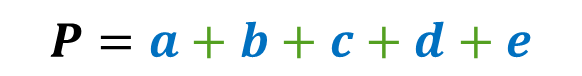 P = a + b + c + d + e